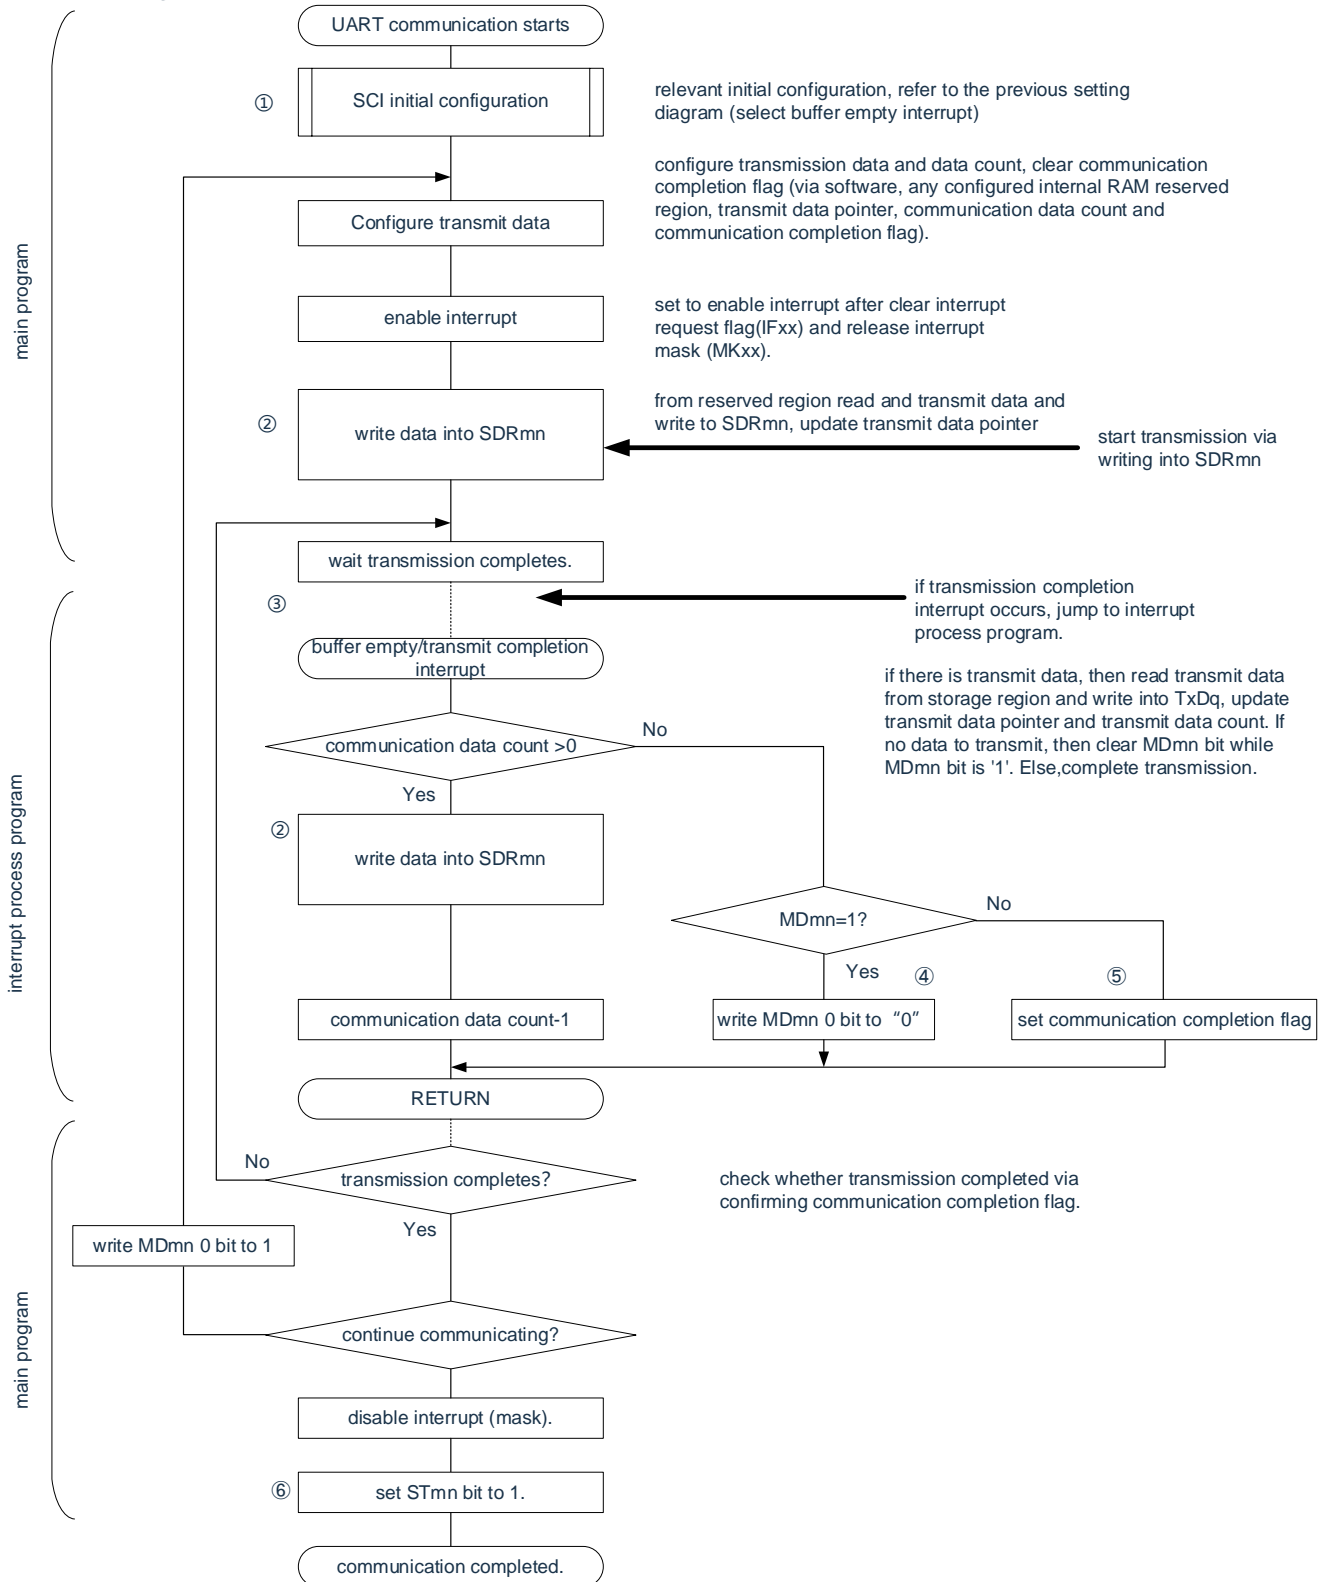 UART communication starts
①
SCI initial configuration
relevant initial configuration, refer to the previous setting
diagram (select buffer empty interrupt)
configure transmission data and data count, clear communication
completion flag (via software, any configured internal RAM reserved
region, transmit data pointer, communication data count and
communication completion flag).
Configure transmit data
main program
enable interrupt
set to enable interrupt after clear interrupt
request flag(IFxx) and release interrupt
mask (MKxx).
②
write data into SDRmn
from reserved region read and transmit data and
write to SDRmn, update transmit data pointer
start transmission via
writing into SDRmn
wait transmission completes.
③
if transmission completion
interrupt occurs, jump to interrupt
process program.
buffer empty/transmit completion
interrupt
if there is transmit data, then read transmit data
from storage region and write into TxDq, update
transmit data pointer and transmit data count. If
no data to transmit, then clear MDmn bit while
MDmn bit is '1'. Else,complete transmission.
communication data count >0
No
Yes
interrupt process program
②
write data into SDRmn
MDmn=1?
No
Yes
④
⑤
communication data count-1
write MDmn 0 bit to “0”
set communication completion flag
RETURN
No
transmission completes?
check whether transmission completed via
confirming communication completion flag.
Yes
write MDmn 0 bit to 1
main program
continue communicating?
disable interrupt (mask).
⑥
set STmn bit to 1.
communication completed.